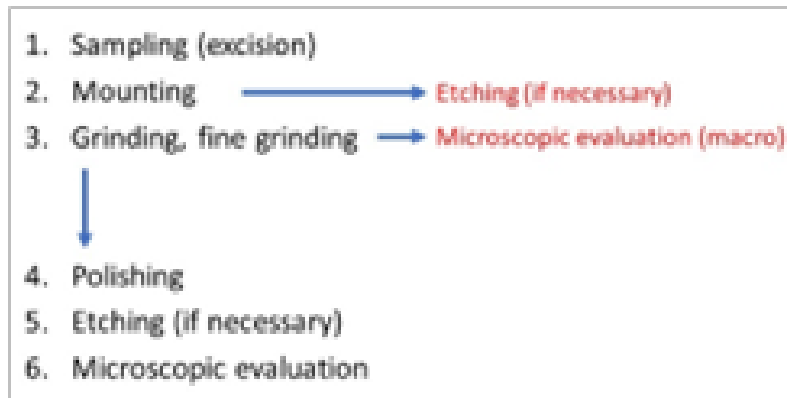 1. Sampling (excision)
2. Mounting Etching (if necessary)
3. Grinding, fine grinding Microscopic evaluation (macro)
4. Polishing
5. Etching (if necessary)
6. Microscopic evaluation